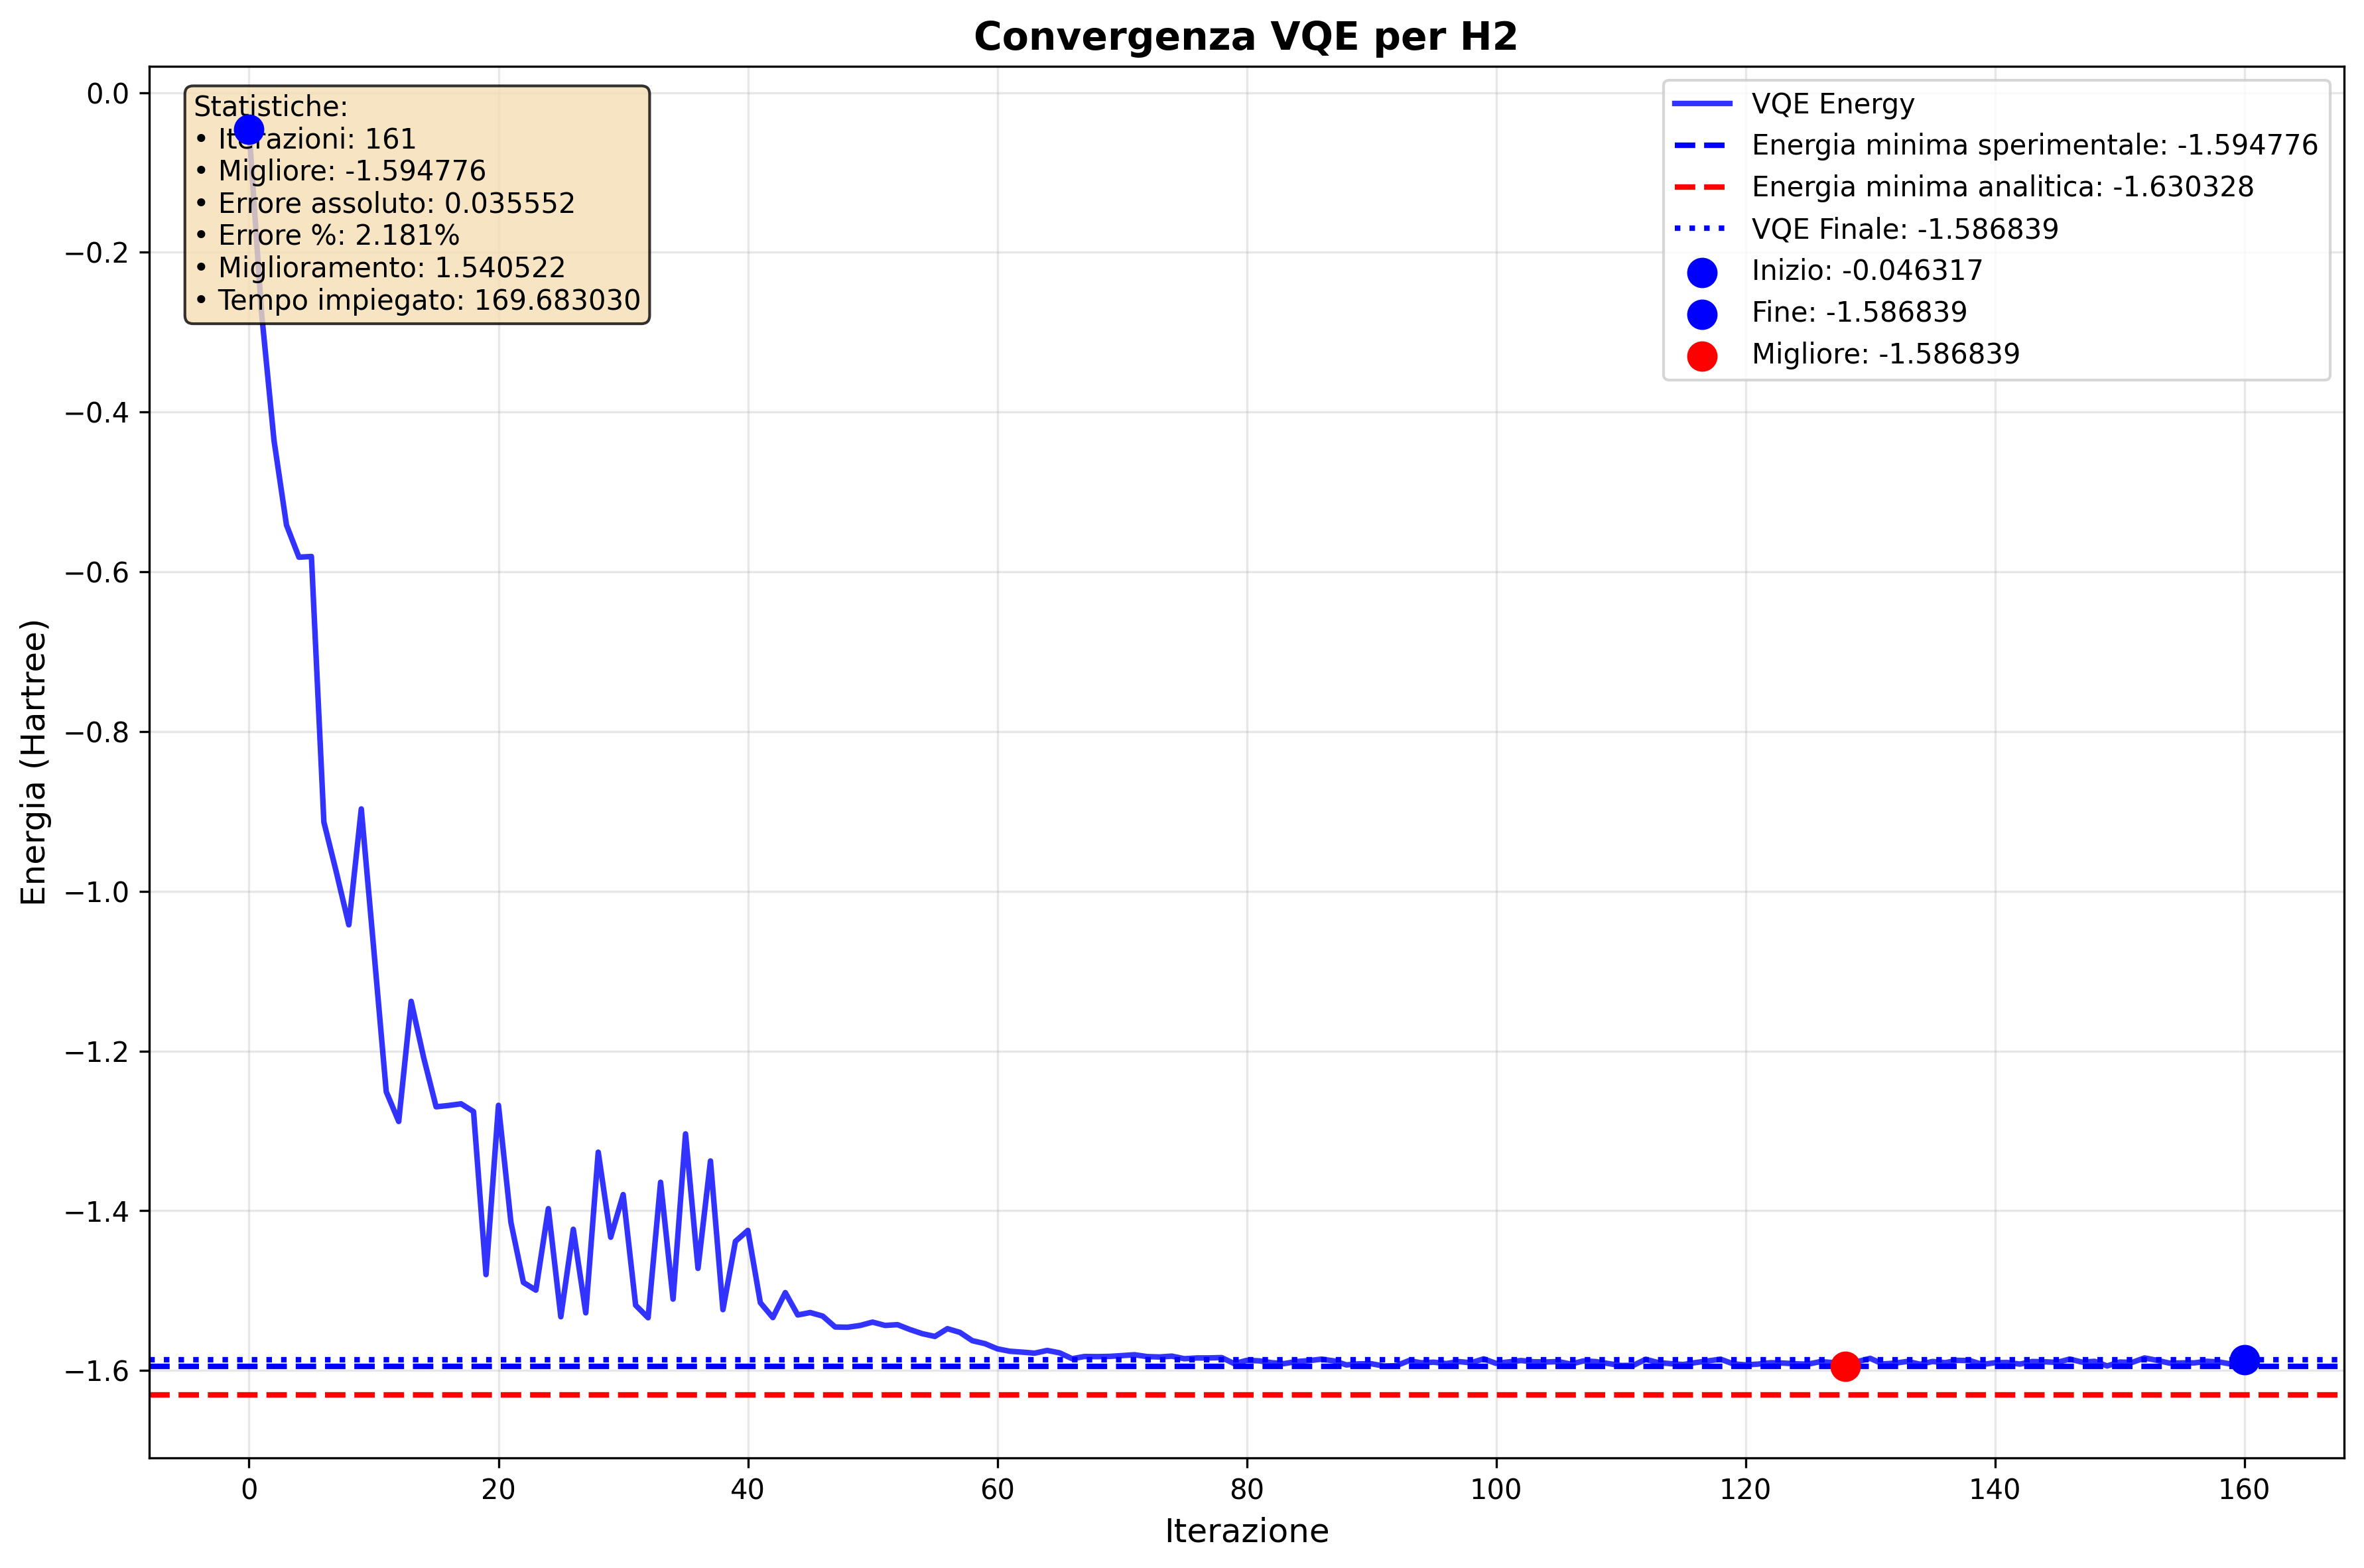 Convergenza VQE per H2
Statistiche:
• Iterazioni: 161
• Migliore: -1.594776
• Errore assoluto: 0.035552
• Errore %: 2.181%
• Miglioramento: 1.540522
• Tempo impiegato: 169.683030
VQE Energy
Energia minima sperimentale: -1.594776
Energia minima analitica: -1.630328
VQE Finale: -1.586839
Inizio: -0.046317
Fine: -1.586839
Migliore: -1.586839
Energia (Hartree)
0.0
−0.2
−0.4
−0.6
−0.8
−1.0
−1.2
−1.4
−1.6
0
20
40
60
80
100
120
140
160
Iterazione